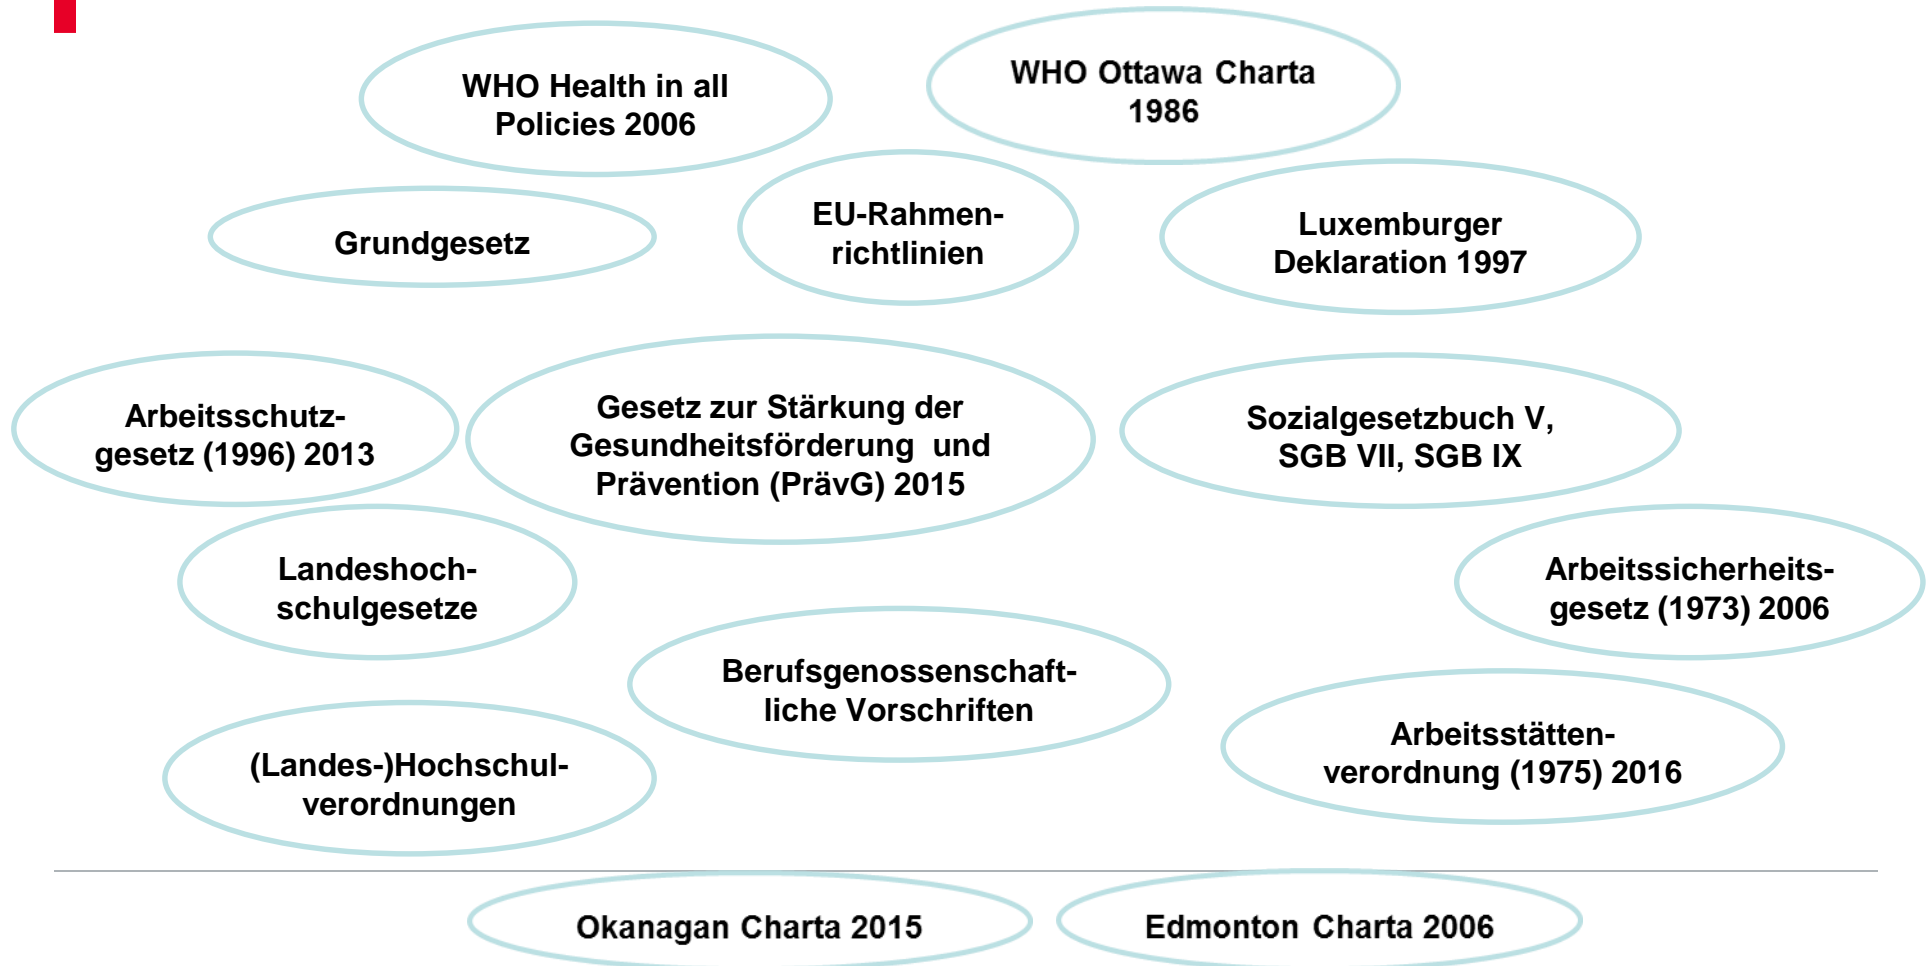 WHO Health in all
Policies 2006
WHO Ottawa Charta
1986
Grundgesetz
EU-Rahmen-
richtlinien
Luxemburger
Deklaration 1997
Arbeitsschutz-
gesetz (1996) 2013
Gesetz zur Stärkung der
Gesundheitsförderung und
Prävention (PrävG) 2015
Sozialgesetzbuch V,
SGB VII, SGB IX
Landeshoch-
schulgesetze
Arbeitssicherheits-
gesetz (1973) 2006
Berufsgenossenschaft-
liche Vorschriften
(Landes-)Hochschul-
verordnungen
Arbeitsstätten-
verordnung (1975) 2016
Okanagan Charta 2015
Edmonton Charta 2006